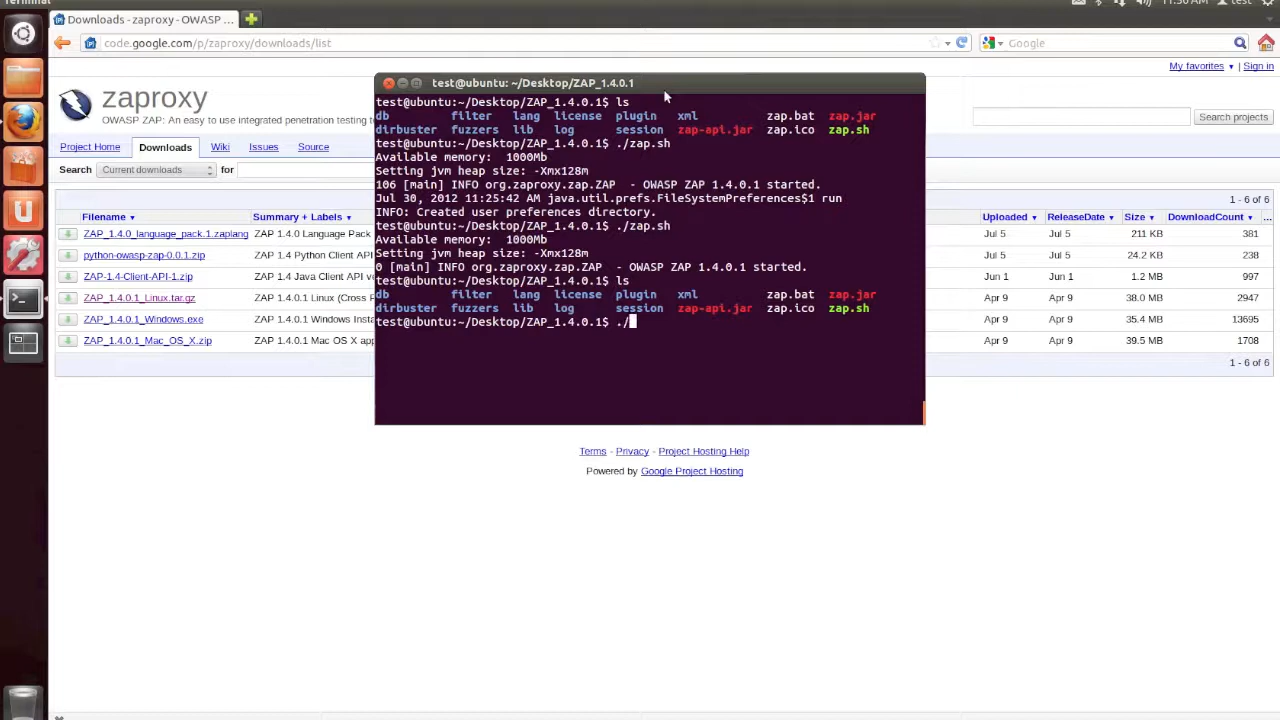 Terminal
11:30 AM test
Downloads - zaproxy - OWASP ...
code.google.com/p/zaproxy/downloads/list
Google
My favorites ▼ | Sign in
zaproxy
OWASP ZAP: An easy to use integrated penetration testing t
Search projects
Project Home Downloads Wiki Issues Source
Search Current downloads for
1 - 6 of 6
Filename ▼ Summary + Labels ▼ Uploaded ▼ ReleaseDate ▼ Size ▼ DownloadCount ▼ ...
ZAP_1.4.0_language_pack.1.zaplang ZAP 1.4.0 Language Pack Jul 5 Jul 5 211 KB 381
python-owasp-zap-0.0.1.zip ZAP 1.4 Python Client API Jul 5 Jul 5 24.2 KB 238
ZAP-1.4-Client-API-1.zip ZAP 1.4 Java Client API ve Jun 1 Jun 1 1.2 MB 997
ZAP_1.4.0.1_Linux.tar.gz ZAP 1.4.0.1 Linux (Cross P Apr 9 Apr 9 38.0 MB 2947
ZAP_1.4.0.1_Windows.exe ZAP 1.4.0.1 Windows Insta Apr 9 Apr 9 35.4 MB 13695
ZAP_1.4.0.1_Mac_OS_X.zip ZAP 1.4.0.1 Mac OS X app Apr 9 Apr 9 39.5 MB 1708
1 - 6 of 6
test@ubuntu: ~/Desktop/ZAP_1.4.0.1
test@ubuntu:~/Desktop/ZAP_1.4.0.1$ ls
db filter lang license plugin xml zap.bat zap.jar
dirbuster fuzzers lib log session zap-api.jar zap.ico zap.sh
test@ubuntu:~/Desktop/ZAP_1.4.0.1$ ./zap.sh
Available memory: 1000Mb
Setting jvm heap size: -Xmx128m
106 [main] INFO org.zaproxy.zap.ZAP - OWASP ZAP 1.4.0.1 started.
Jul 30, 2012 11:25:42 AM java.util.prefs.FileSystemPreferences$1 run
INFO: Created user preferences directory.
test@ubuntu:~/Desktop/ZAP_1.4.0.1$ ./zap.sh
Available memory: 1000Mb
Setting jvm heap size: -Xmx128m
0 [main] INFO org.zaproxy.zap.ZAP - OWASP ZAP 1.4.0.1 started.
test@ubuntu:~/Desktop/ZAP_1.4.0.1$ ls
db filter lang license plugin xml zap.bat zap.jar
dirbuster fuzzers lib log session zap-api.jar zap.ico zap.sh
test@ubuntu:~/Desktop/ZAP_1.4.0.1$ ./
Terms - Privacy - Project Hosting Help
Powered by Google Project Hosting